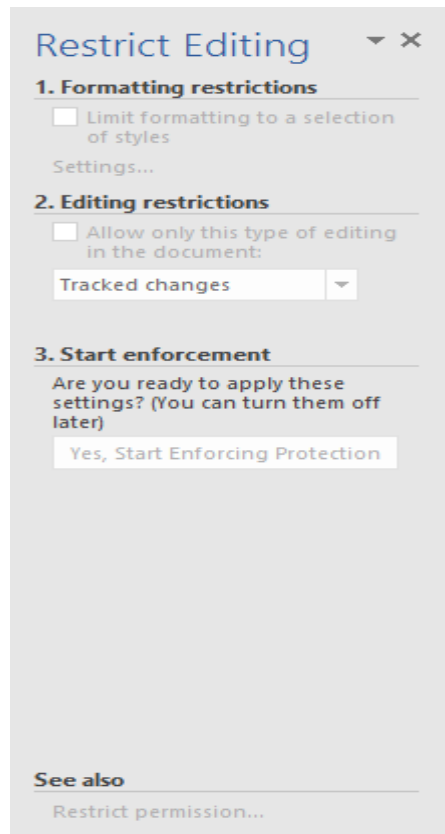 Restrict Editing
1. Formatting restrictions
Limit formatting to a selection
of styles
Settings...
2. Editing restrictions
Allow only this type of editing
in the document:
Tracked changes
3. Start enforcement
Are you ready to apply these
settings? (You can turn them off
later)
Yes, Start Enforcing Protection
See also
Restrict permission...